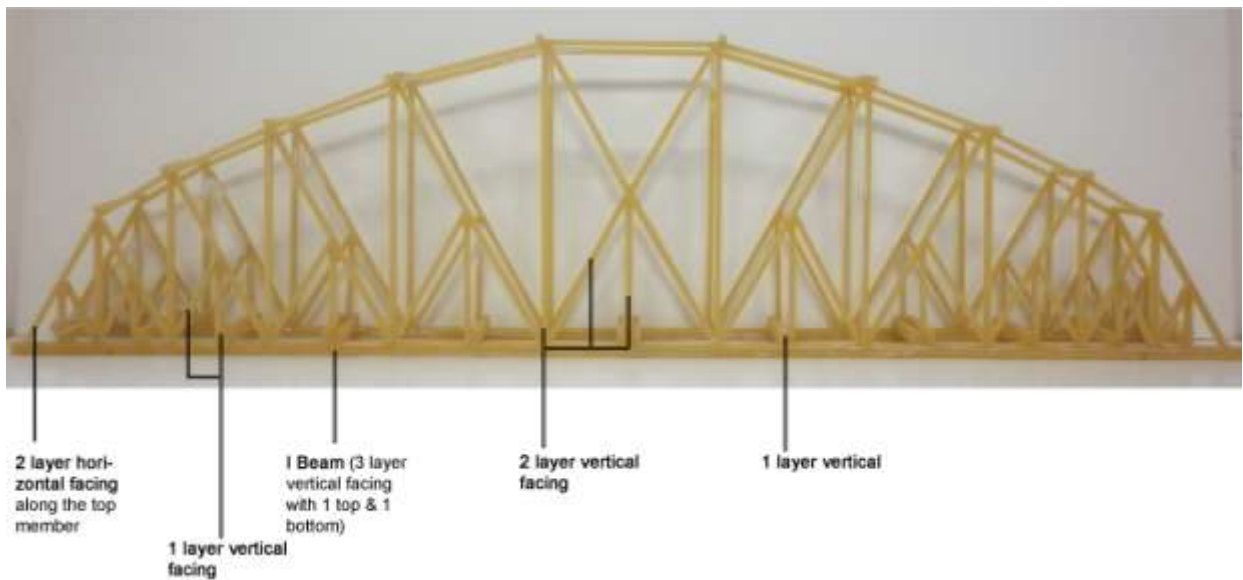 2 layer hori-
zontal facing
along the top
member
1 layer vertical
facing
I Beam (3 layer
vertical facing
with 1 top & 1
bottom)
2 layer vertical
facing
1 layer vertical